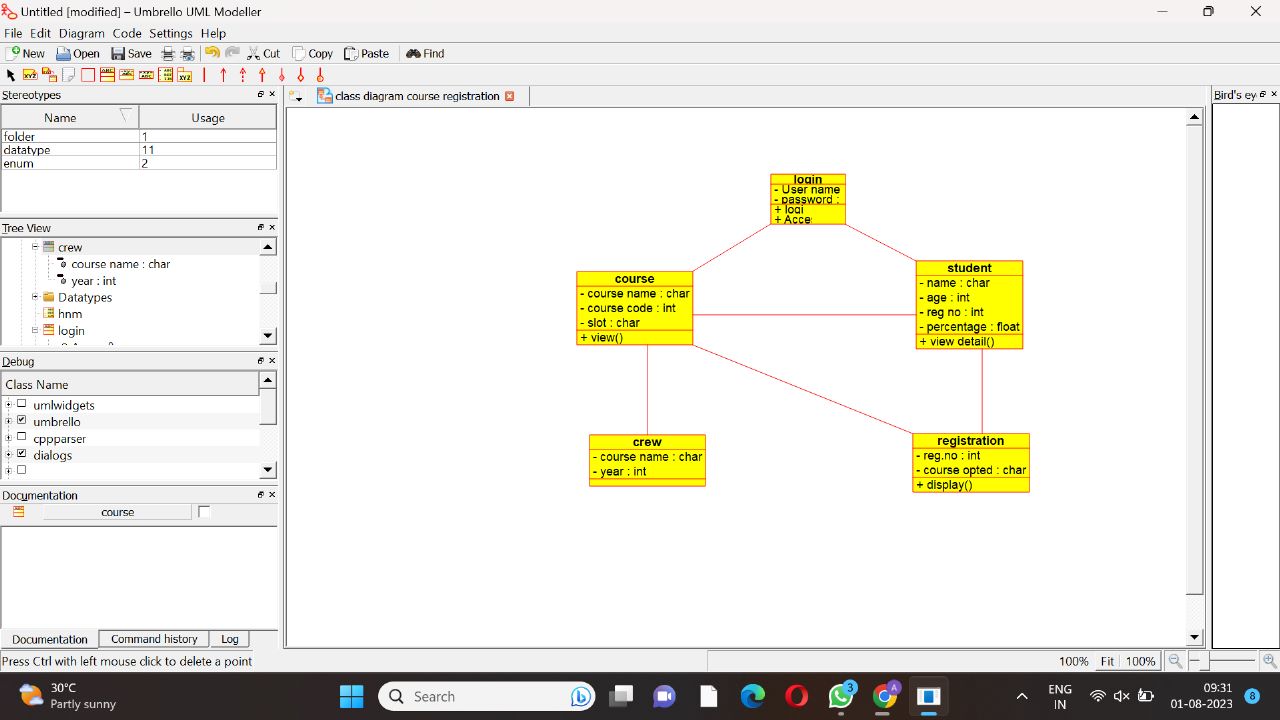 Untitled [modified] – Umbrello UML Modeller
File Edit Diagram Code Settings Help
New Open Save Cut Copy Paste Find
Stereotypes
class diagram course registration
Bird's ey
Name Usage
folder 1
datatype 11
enum 2
Tree View
crew
course name : char
year : int
Datatypes
hnm
login
Debug
Class Name
umlwidgets
umbrello
cppparser
dialogs
Documentation
course
Documentation Command history Log
login
- User name
- password :
+ logi
+ Acce
course
- course name : char
- course code : int
- slot : char
+ view()
student
- name : char
- age : int
- reg no : int
- percentage : float
+ view detail()
crew
- course name : char
- year : int
registration
- reg.no : int
- course opted : char
+ display()
Press Ctrl with left mouse click to delete a point
100% Fit 100%
30°C
Partly sunny
Search
3
A
ENG
IN
09:31
01-08-2023
8